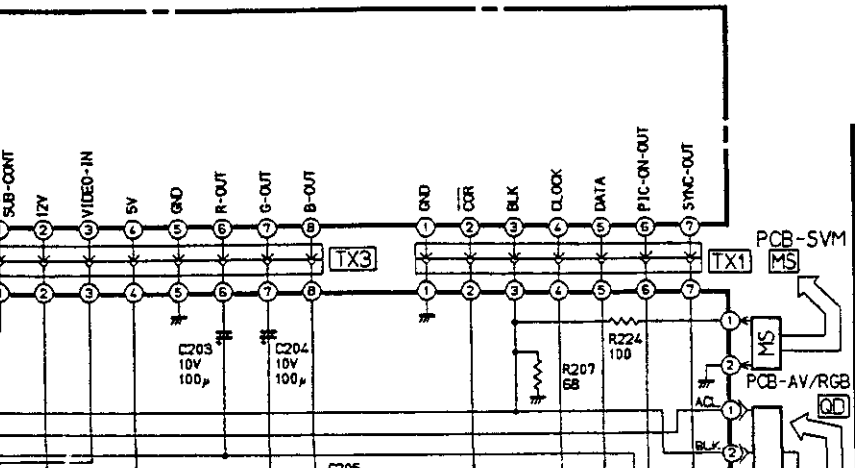 SUB-CONT
12V
VIDEO-IN
5V
GND
R-OUT
G-OUT
B-OUT
GND
COR
BLK
CLOCK
DATA
PIC-ON-OUT
SYNC-OUT
2 3 4 5 6 7 8
1 2 3 4 5 6 7
TX3
TX1
PCB-SVM
MS
2 3 4 5 6 7 8
1 2 3 4 5 6 7
C203
10V
100μ
C204
10V
100μ
R224
100
R207
68
1
MS
2
PCB-AV/RGB
QD
ACL
1
BLK
2